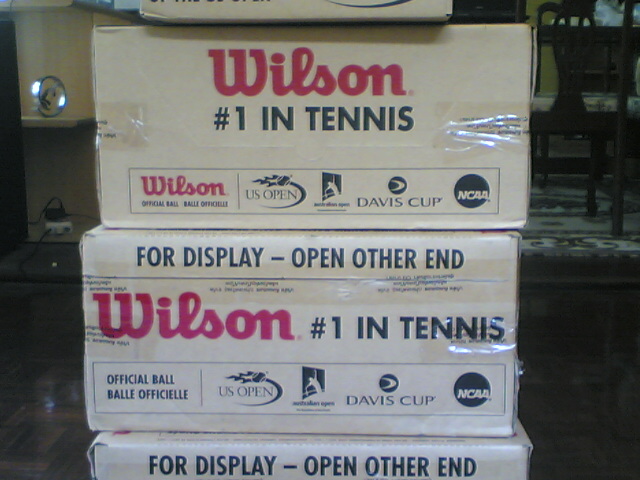 Wilson
#1 IN TENNIS
Wilson US OPEN DAVIS CUP NCAA
OFFICIAL BALL BALLE OFFICIELLE australian open
FOR DISPLAY – OPEN OTHER END
Wilson #1 IN TENNIS
OFFICIAL BALL US OPEN DAVIS CUP NCAA
BALLE OFFICIELLE australian open
FOR DISPLAY – OPEN OTHER END